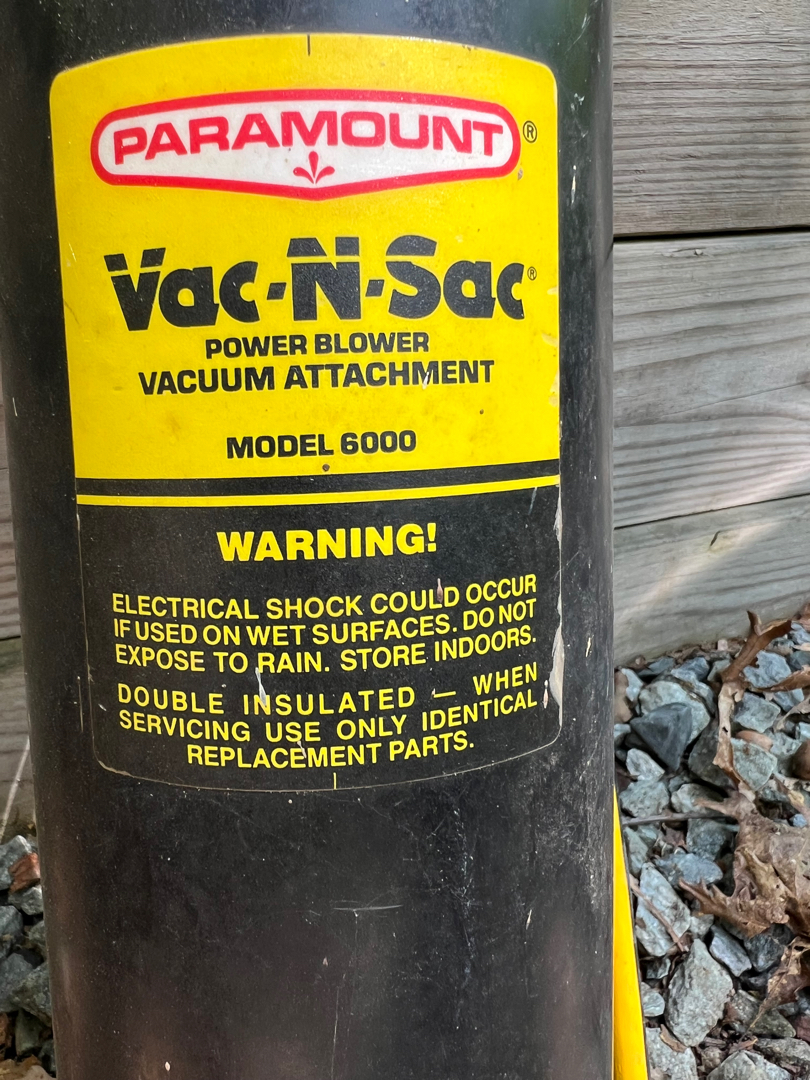 PARAMOUNT®
Vac-N-Sac®
POWER BLOWER
VACUUM ATTACHMENT
MODEL 6000
WARNING!
ELECTRICAL SHOCK COULD OCCUR
IF USED ON WET SURFACES. DO NOT
EXPOSE TO RAIN. STORE INDOORS.
DOUBLE INSULATED — WHEN
SERVICING USE ONLY IDENTICAL
REPLACEMENT PARTS.